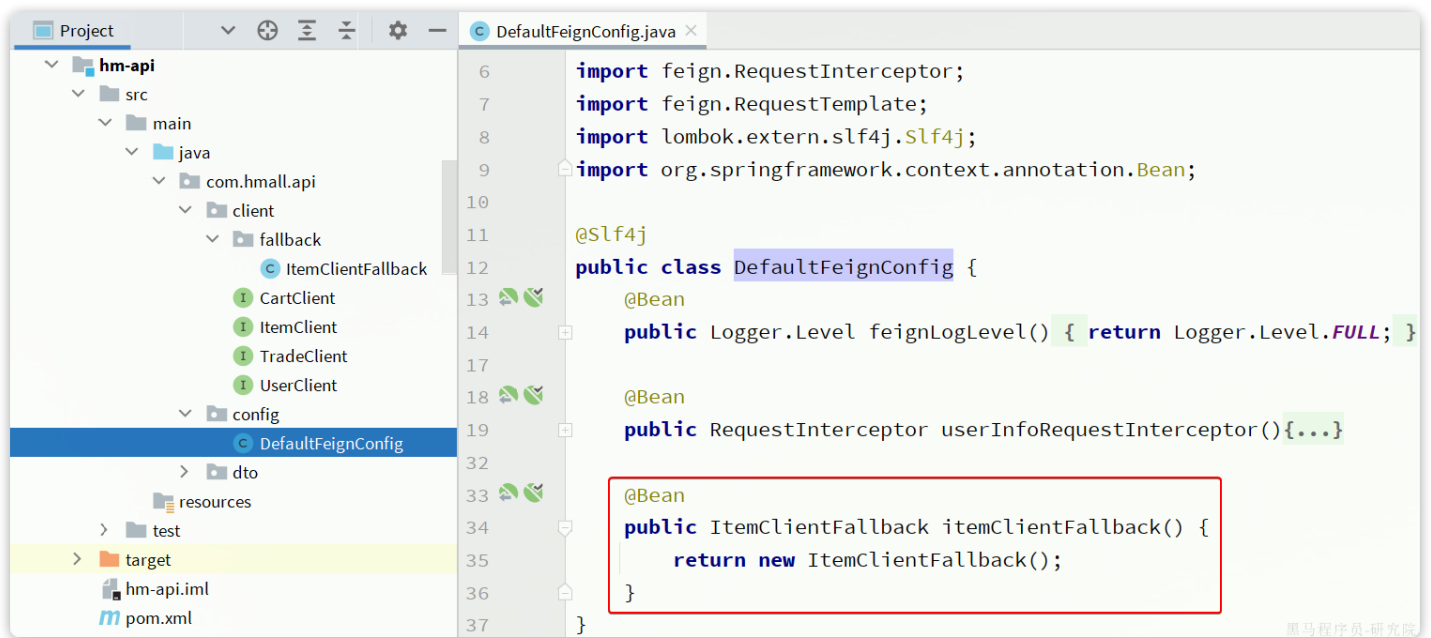 Project
hm-api
src
main
java
com.hmall.api
client
fallback
C ItemClientFallback
I CartClient
I ItemClient
I TradeClient
I UserClient
config
C DefaultFeignConfig
dto
resources
test
target
hm-api.iml
m pom.xml
C DefaultFeignConfig.java
6 import feign.RequestInterceptor;
7 import feign.RequestTemplate;
8 import lombok.extern.slf4j.Slf4j;
9 import org.springframework.context.annotation.Bean;
10
11 @Slf4j
12 public class DefaultFeignConfig {
13 @Bean
14 public Logger.Level feignLogLevel() { return Logger.Level.FULL; }
17
18 @Bean
19 public RequestInterceptor userInfoRequestInterceptor(){...}
32
33 @Bean
34 public ItemClientFallback itemClientFallback() {
35 return new ItemClientFallback();
36 }
37 }
黑马程序员-研究院